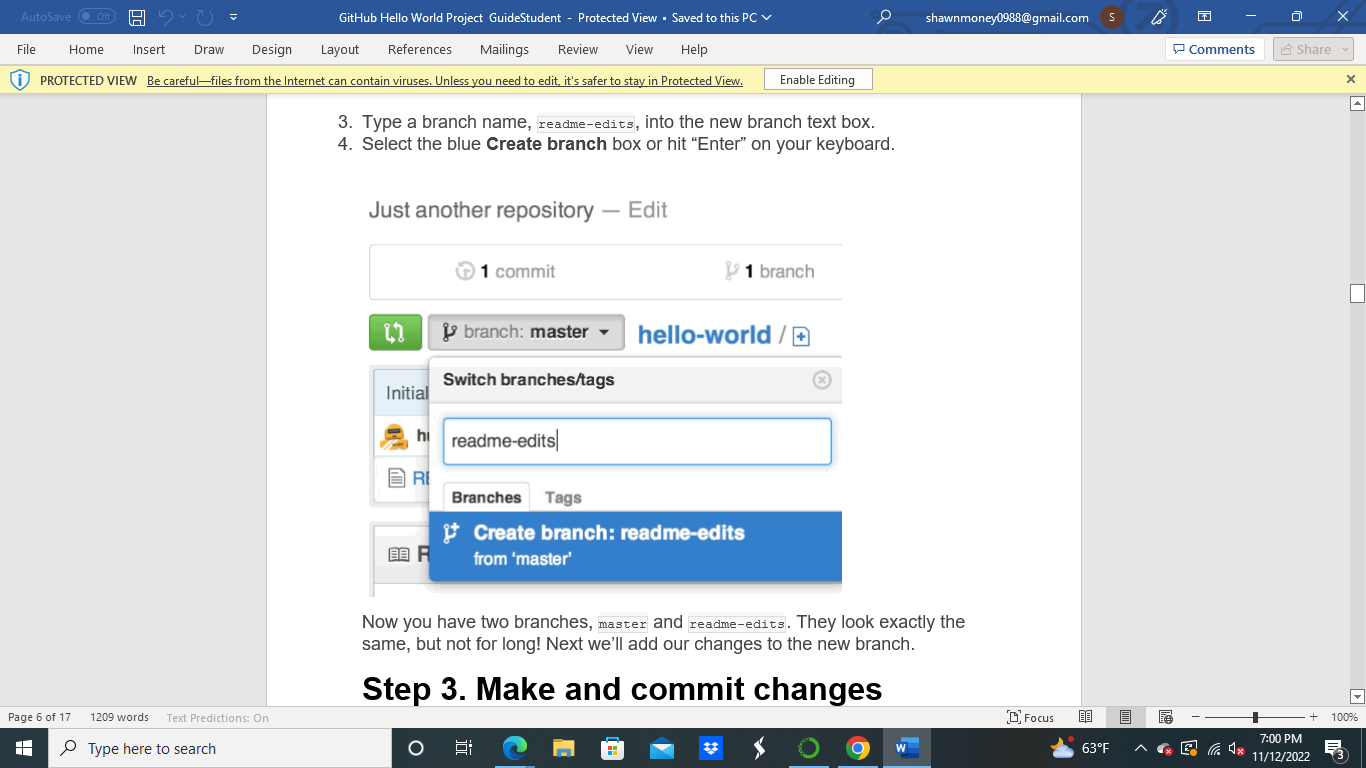 AutoSave Off GitHub Hello World Project GuideStudent - Protected View • Saved to this PC shawnmoney0988@gmail.com S
File Home Insert Draw Design Layout References Mailings Review View Help Comments Share
PROTECTED VIEW Be careful—files from the Internet can contain viruses. Unless you need to edit, it's safer to stay in Protected View. Enable Editing
3. Type a branch name, readme-edits, into the new branch text box.
4. Select the blue Create branch box or hit “Enter” on your keyboard.
Just another repository — Edit
1 commit 1 branch
branch: master hello-world /
Switch branches/tags
Initial
readme-edits
Branches Tags
Create branch: readme-edits
from ‘master’
Now you have two branches, master and readme-edits. They look exactly the
same, but not for long! Next we’ll add our changes to the new branch.
Step 3. Make and commit changes
Page 6 of 17 1209 words Text Predictions: On Focus 100%
Type here to search 63°F 7:00 PM
11/12/2022 3